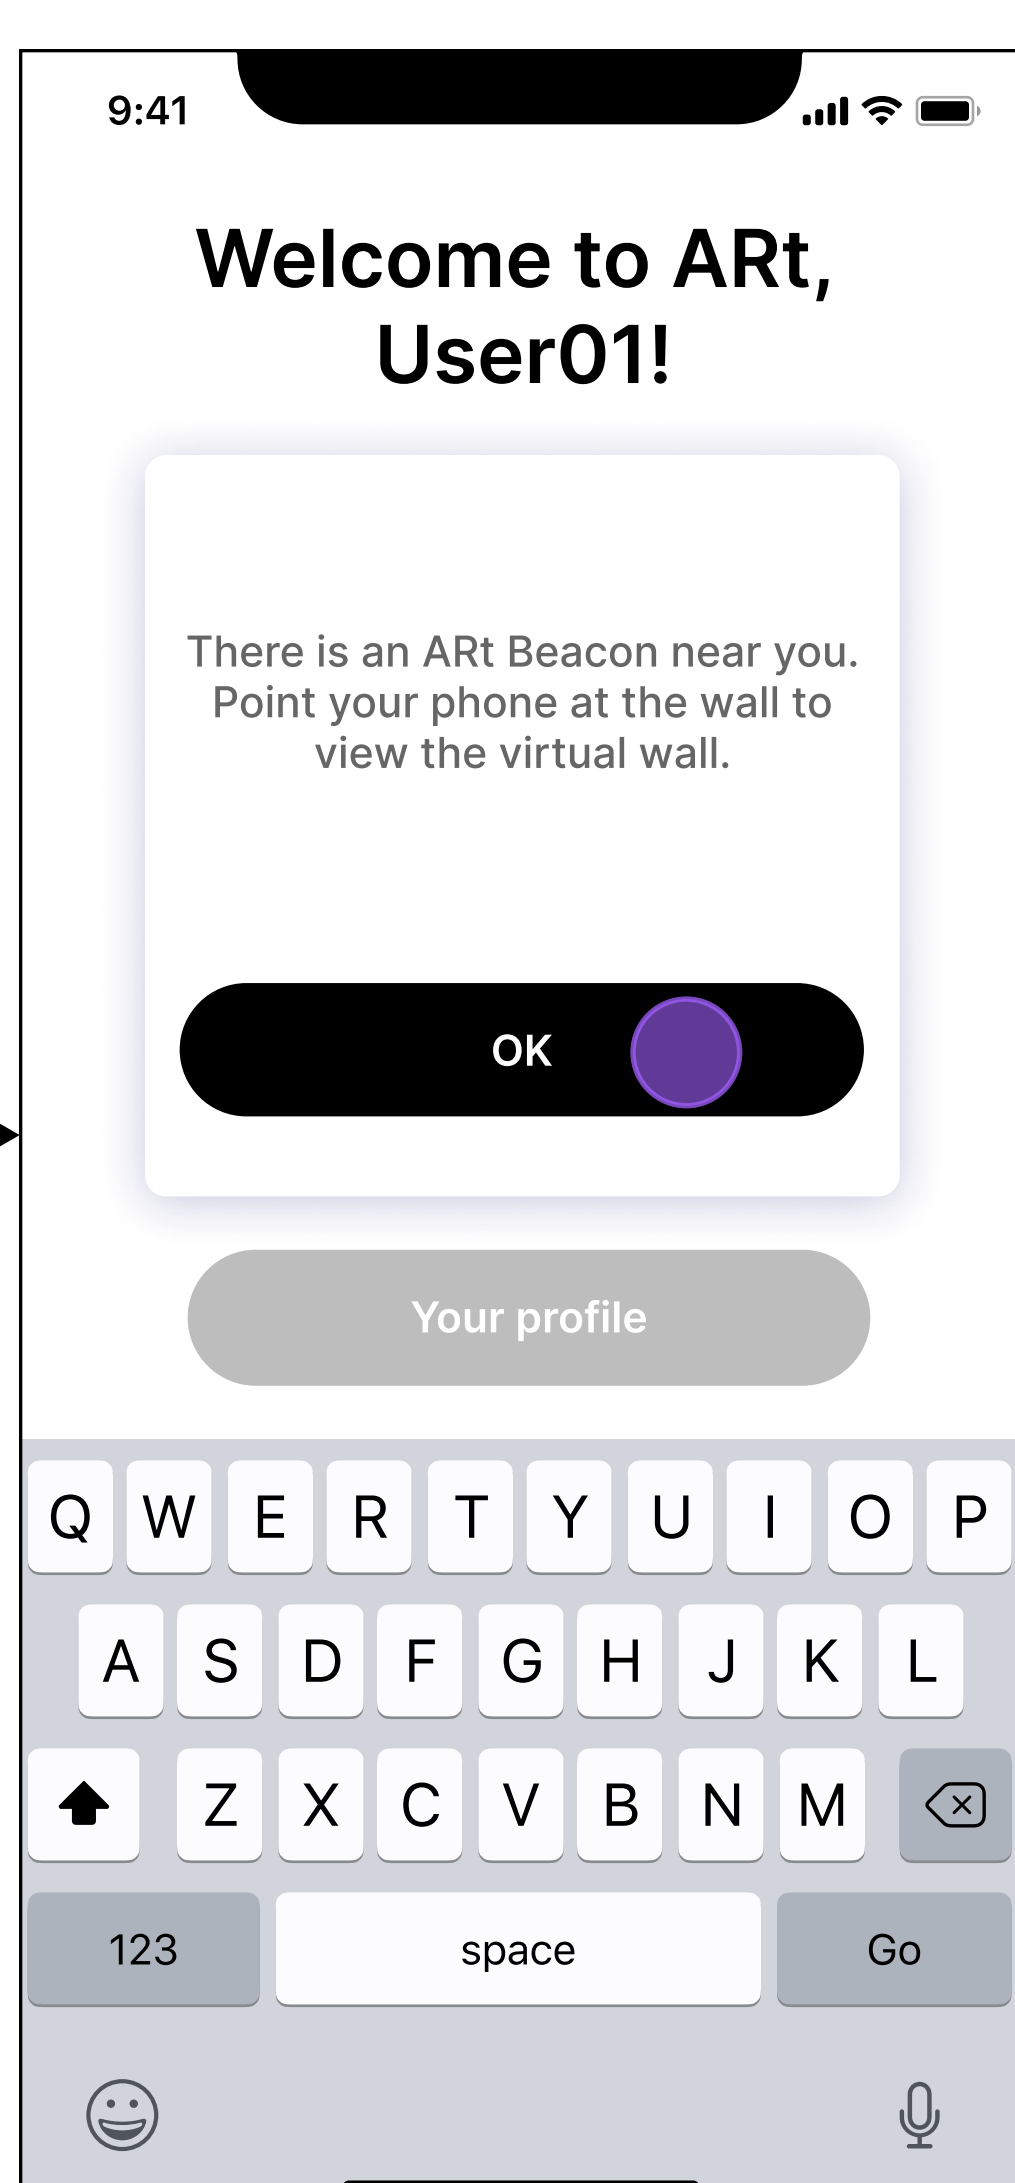 9:41
Welcome to ARt,
User01!
There is an ARt Beacon near you.
Point your phone at the wall to
view the virtual wall.
OK
Your profile
Q W E R T Y U I O P
A S D F G H J K L
Z X C V B N M
123 space Go